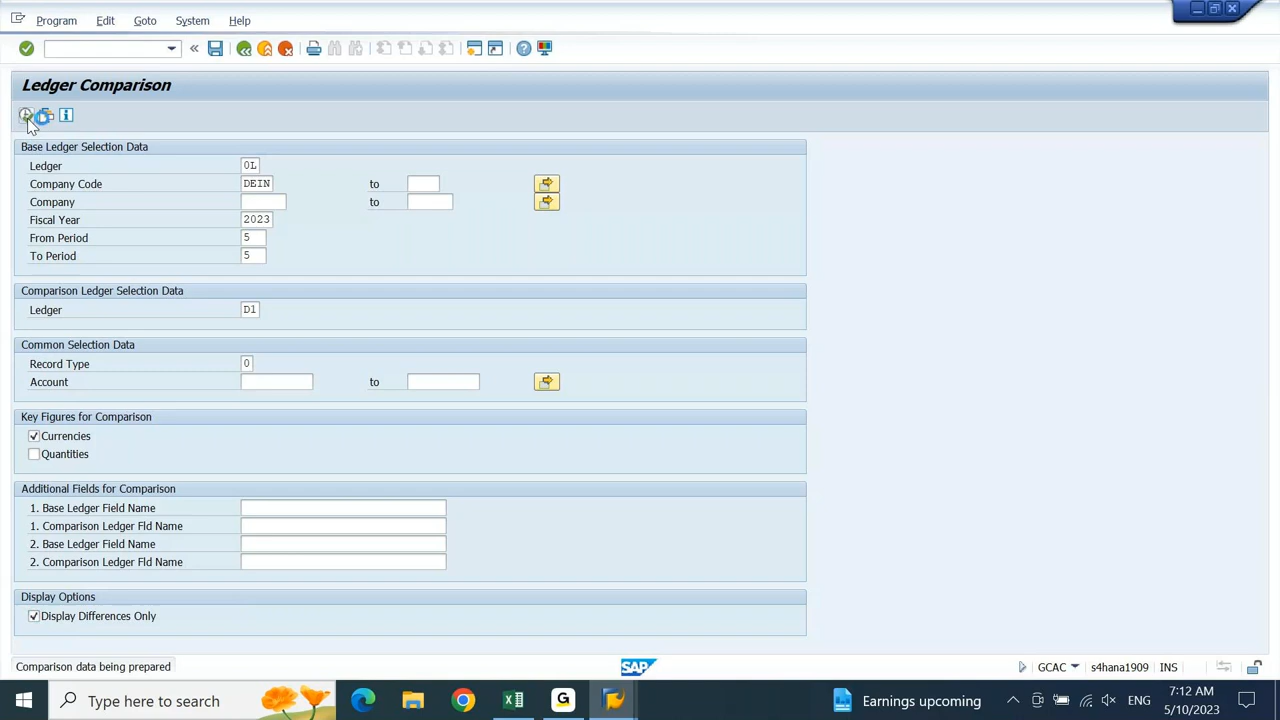 Program Edit Goto System Help
Ledger Comparison
Base Ledger Selection Data
Ledger 0L
Company Code DEIN to
Company to
Fiscal Year 2023
From Period 5
To Period 5
Comparison Ledger Selection Data
Ledger D1
Common Selection Data
Record Type 0
Account to
Key Figures for Comparison
Currencies
Quantities
Additional Fields for Comparison
1. Base Ledger Field Name
1. Comparison Ledger Fld Name
2. Base Ledger Field Name
2. Comparison Ledger Fld Name
Display Options
Display Differences Only
Comparison data being prepared SAP GCAC s4hana1909 INS
Type here to search Earnings upcoming ENG 7:12 AM
5/10/2023